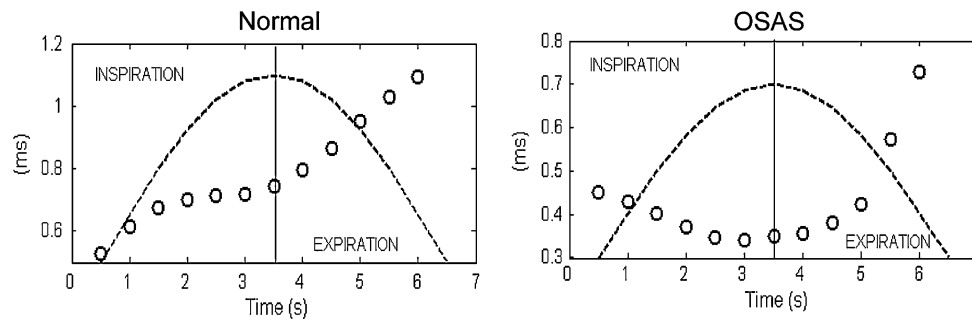 Normal
1.2
1
0.8
0.6
(ms)
INSPIRATION
EXPIRATION
0 1 2 3 4 5 6 7
Time (s)
OSAS
0.8
0.7
0.6
0.5
0.4
0.3
(ms)
INSPIRATION
EXPIRATION
0 1 2 3 4 5 6 7
Time (s)